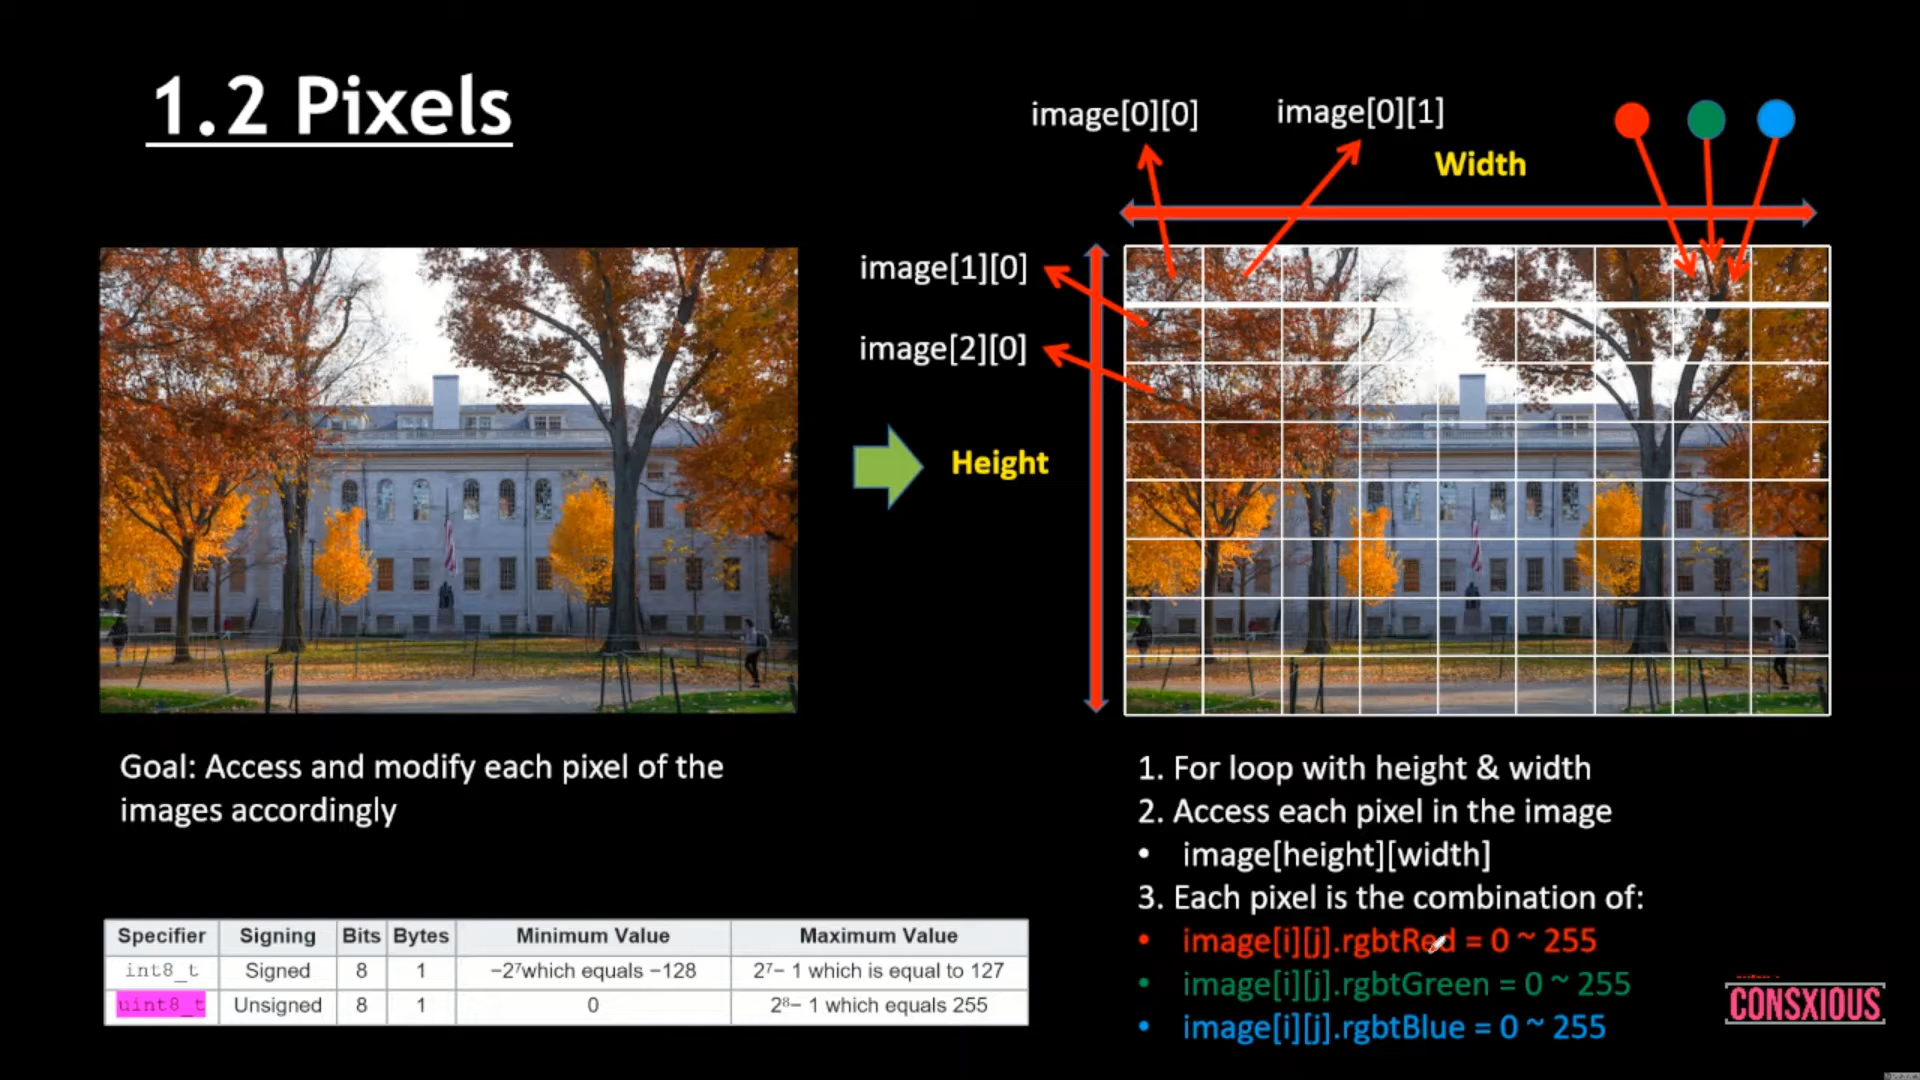 1.2 Pixels
image[0][0]
image[0][1]
Width
image[1][0]
image[2][0]
Height
Goal: Access and modify each pixel of the
images accordingly
1. For loop with height & width
2. Access each pixel in the image
• image[height][width]
3. Each pixel is the combination of:
• image[i][j].rgbtRed = 0 ~ 255
• image[i][j].rgbtGreen = 0 ~ 255
• image[i][j].rgbtBlue = 0 ~ 255
Specifier Signing Bits Bytes Minimum Value Maximum Value
int8_t Signed 8 1 −2⁷which equals −128 2⁷− 1 which is equal to 127
uint8_t Unsigned 8 1 0 2⁸− 1 which equals 255
CONSXIOUS